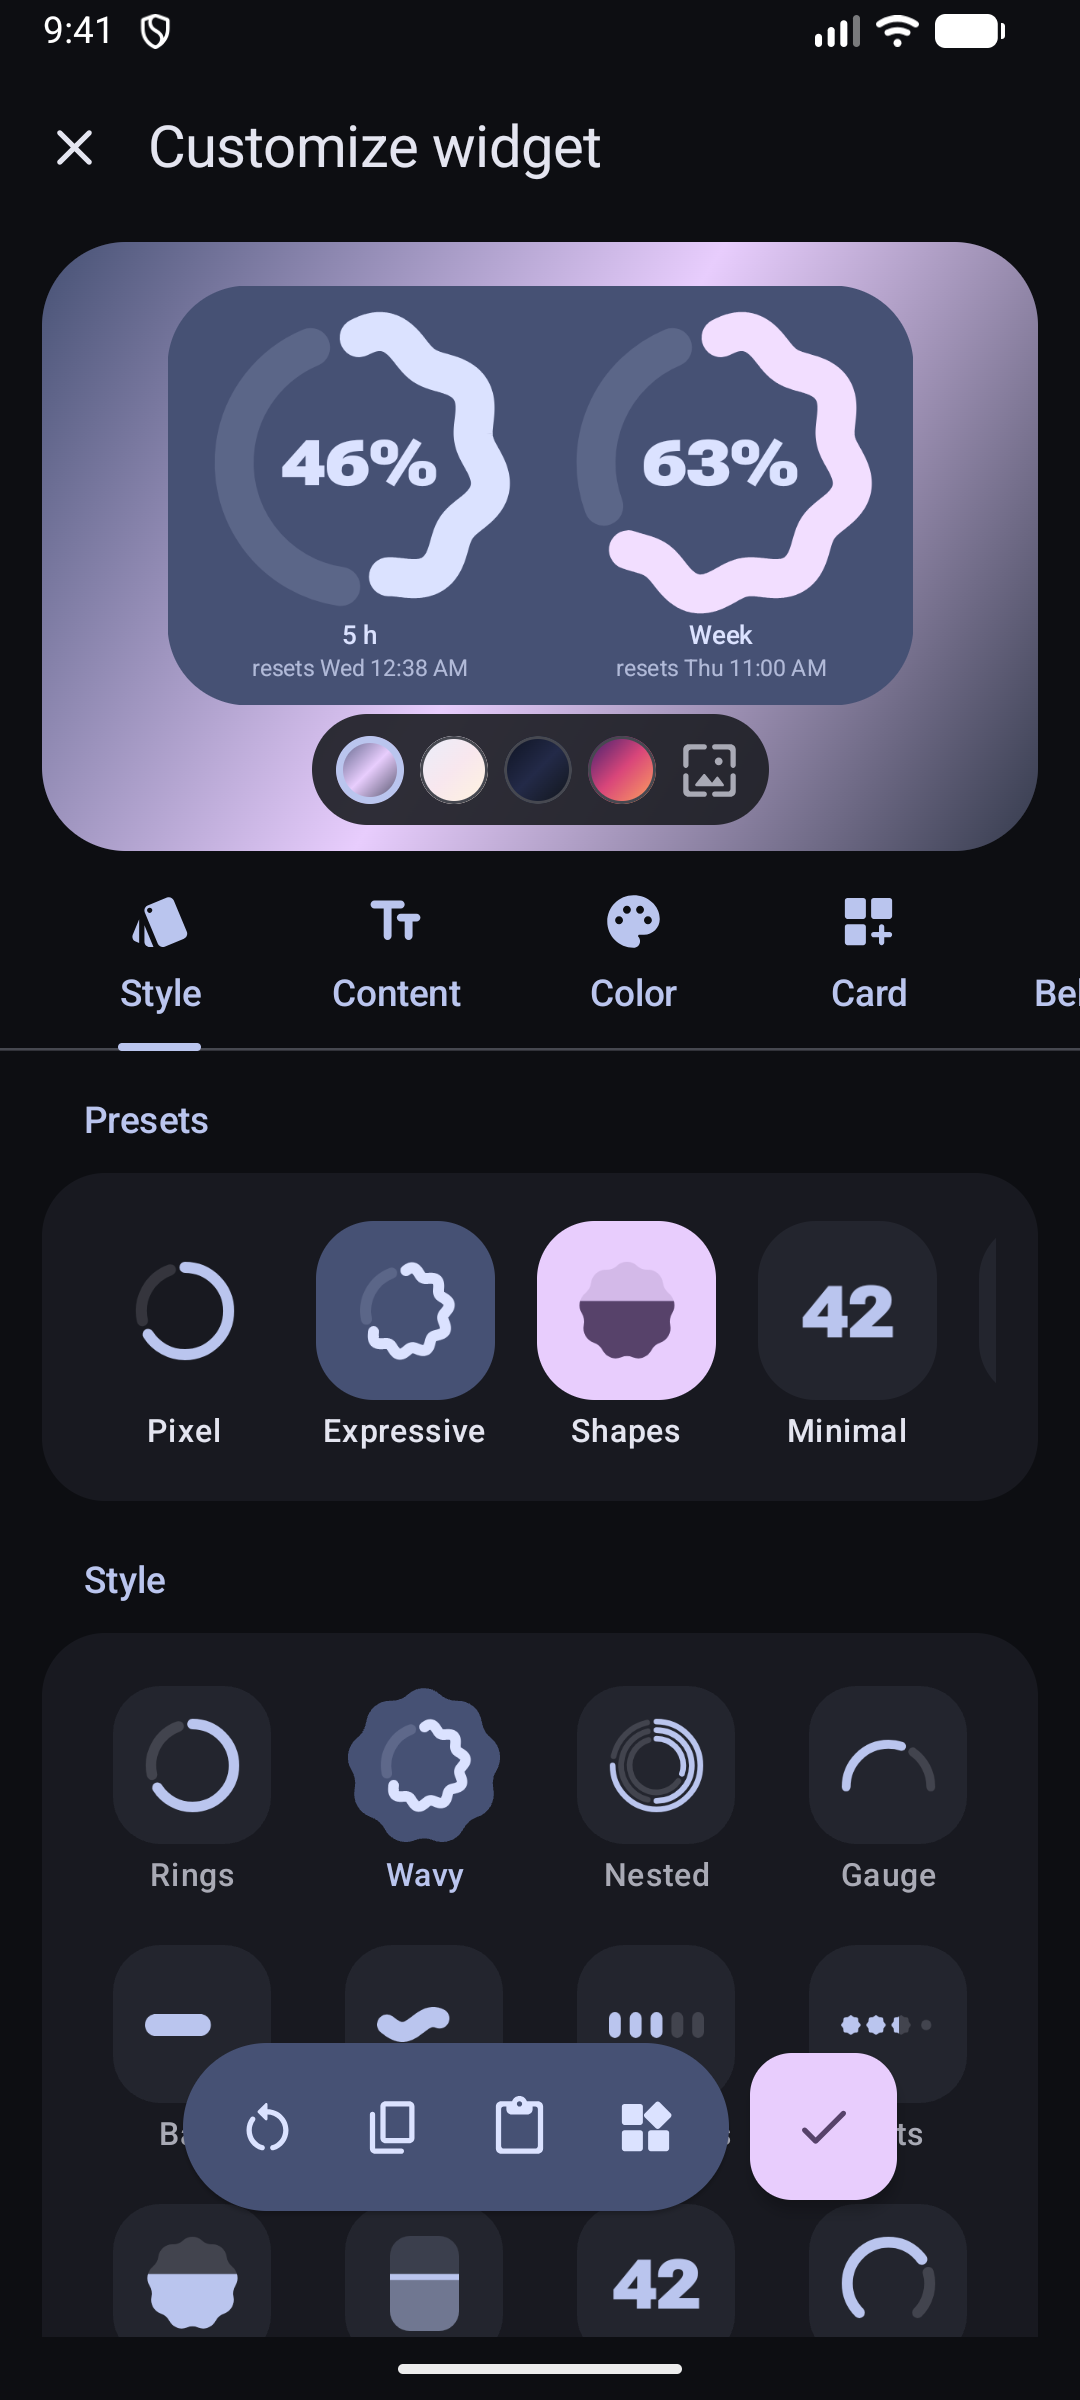 9:41
Customize widget
46%
63%
5 h
Week
resets Wed 12:38 AM
resets Thu 11:00 AM
Style
Content
Color
Card
Presets
42
Pixel
Expressive
Shapes
Minimal
Style
Rings
Wavy
Nested
Gauge
42